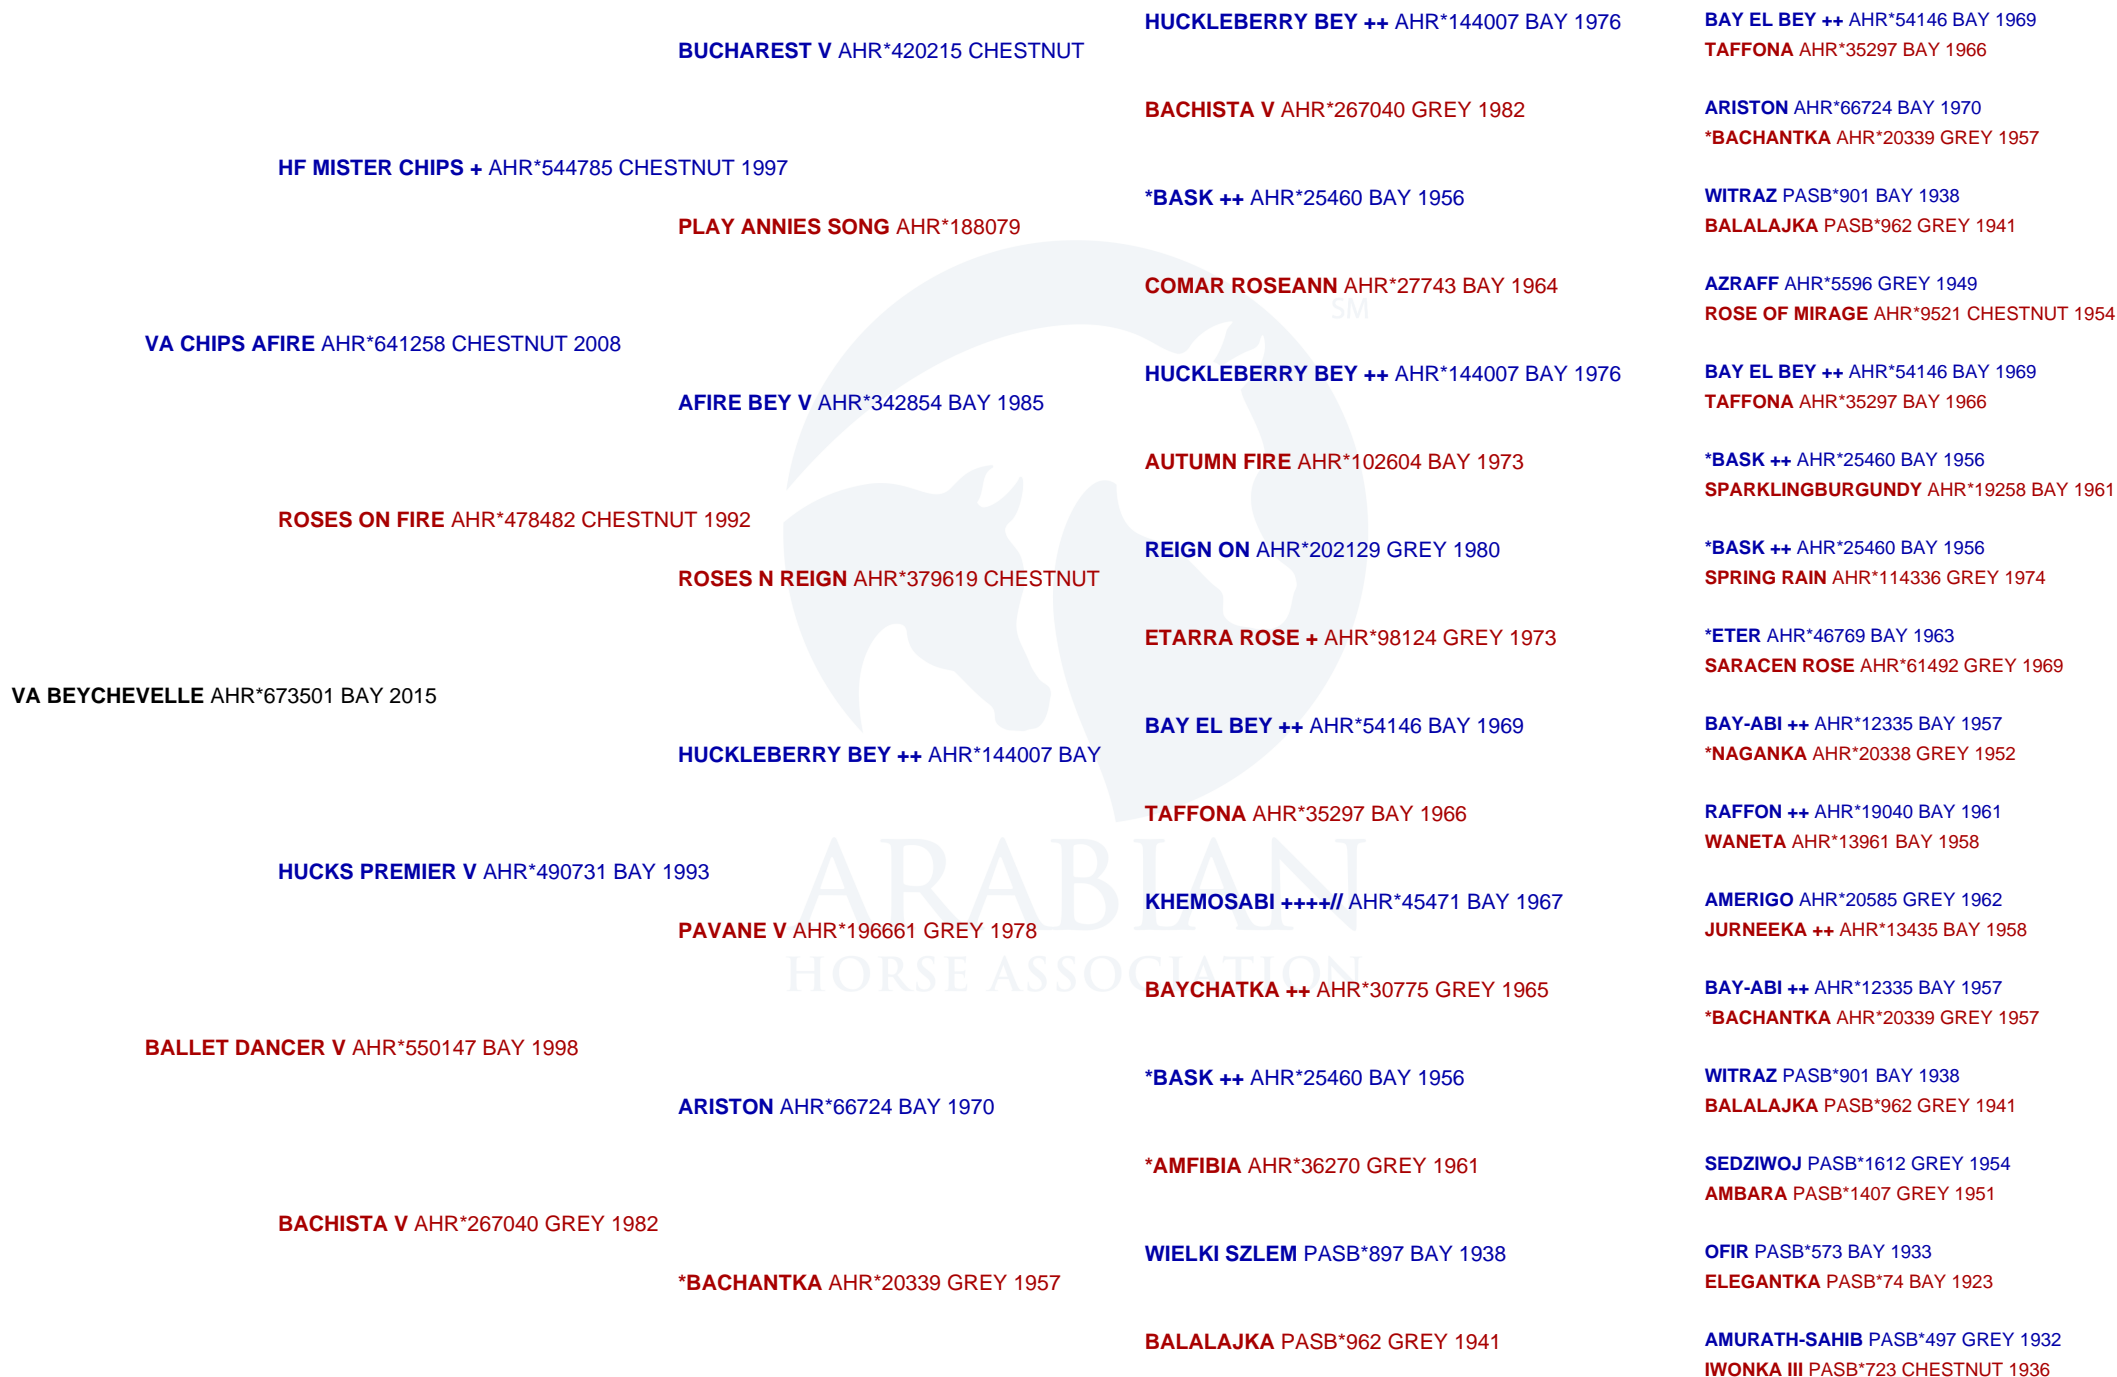 HUCKLEBERRY BEY ++ AHR*144007 BAY 1976
BAY EL BEY ++ AHR*54146 BAY 1969
BUCHAREST V AHR*420215 CHESTNUT
TAFFONA AHR*35297 BAY 1966
BACHISTA V AHR*267040 GREY 1982
ARISTON AHR*66724 BAY 1970
*BACHANTKA AHR*20339 GREY 1957
HF MISTER CHIPS + AHR*544785 CHESTNUT 1997
*BASK ++ AHR*25460 BAY 1956
WITRAZ PASB*901 BAY 1938
PLAY ANNIES SONG AHR*188079
BALALAJKA PASB*962 GREY 1941
COMAR ROSEANN AHR*27743 BAY 1964
AZRAFF AHR*5596 GREY 1949
SM
ROSE OF MIRAGE AHR*9521 CHESTNUT 1954
VA CHIPS AFIRE AHR*641258 CHESTNUT 2008
HUCKLEBERRY BEY ++ AHR*144007 BAY 1976
BAY EL BEY ++ AHR*54146 BAY 1969
AFIRE BEY V AHR*342854 BAY 1985
TAFFONA AHR*35297 BAY 1966
AUTUMN FIRE AHR*102604 BAY 1973
*BASK ++ AHR*25460 BAY 1956
SPARKLINGBURGUNDY AHR*19258 BAY 1961
ROSES ON FIRE AHR*478482 CHESTNUT 1992
REIGN ON AHR*202129 GREY 1980
*BASK ++ AHR*25460 BAY 1956
ROSES N REIGN AHR*379619 CHESTNUT
SPRING RAIN AHR*114336 GREY 1974
ETARRA ROSE + AHR*98124 GREY 1973
*ETER AHR*46769 BAY 1963
SARACEN ROSE AHR*61492 GREY 1969
VA BEYCHEVELLE AHR*673501 BAY 2015
BAY EL BEY ++ AHR*54146 BAY 1969
BAY-ABI ++ AHR*12335 BAY 1957
HUCKLEBERRY BEY ++ AHR*144007 BAY
*NAGANKA AHR*20338 GREY 1952
TAFFONA AHR*35297 BAY 1966
RAFFON ++ AHR*19040 BAY 1961
WANETA AHR*13961 BAY 1958
HUCKS PREMIER V AHR*490731 BAY 1993
ARABIAN
KHEMOSABI ++++// AHR*45471 BAY 1967
AMERIGO AHR*20585 GREY 1962
PAVANE V AHR*196661 GREY 1978
JURNEEKA ++ AHR*13435 BAY 1958
HORSE ASSOCIATION
BAYCHATKA ++ AHR*30775 GREY 1965
BAY-ABI ++ AHR*12335 BAY 1957
*BACHANTKA AHR*20339 GREY 1957
BALLET DANCER V AHR*550147 BAY 1998
*BASK ++ AHR*25460 BAY 1956
WITRAZ PASB*901 BAY 1938
ARISTON AHR*66724 BAY 1970
BALALAJKA PASB*962 GREY 1941
*AMFIBIA AHR*36270 GREY 1961
SEDZIWOJ PASB*1612 GREY 1954
AMBARA PASB*1407 GREY 1951
BACHISTA V AHR*267040 GREY 1982
WIELKI SZLEM PASB*897 BAY 1938
OFIR PASB*573 BAY 1933
*BACHANTKA AHR*20339 GREY 1957
ELEGANTKA PASB*74 BAY 1923
BALALAJKA PASB*962 GREY 1941
AMURATH-SAHIB PASB*497 GREY 1932
IWONKA III PASB*723 CHESTNUT 1936